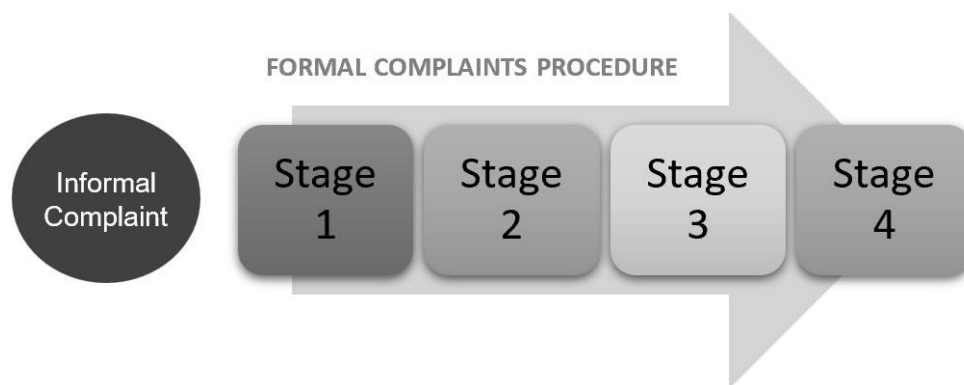 FORMAL COMPLAINTS PROCEDURE
Informal
Complaint
Stage
1
Stage
2
Stage
3
Stage
4